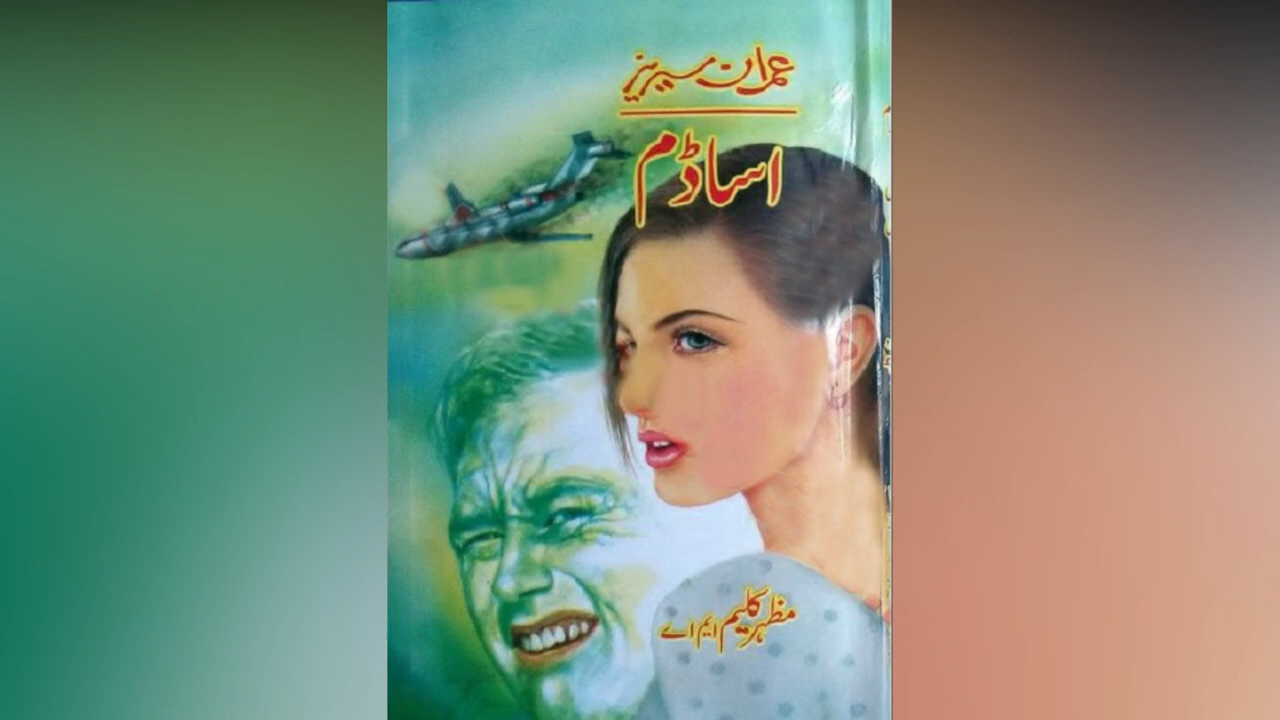 عمران سیریز
اساڈم
مظہر کلیم ایم اے